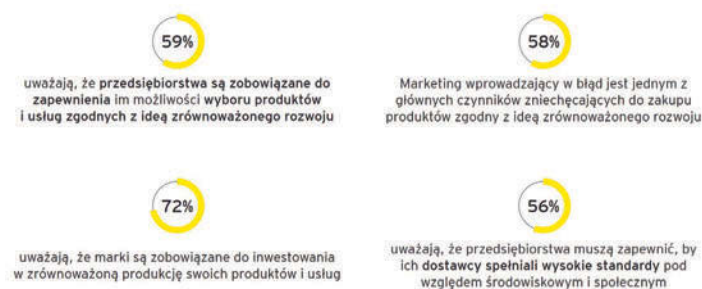 59%
uważają, że przedsiębiorstwa są zobowiązane do
zapewnienia im możliwości wyboru produktów
i usług zgodnych z ideą zrównoważonego rozwoju
58%
Marketing wprowadzający w błąd jest jednym z
głównych czynników zniechęcających do zakupu
produktów zgodny z ideą zrównoważonego rozwoju
72%
uważają, że marki są zobowiązane do inwestowania
w zrównoważoną produkcję swoich produktów i usług
56%
uważają, że przedsiębiorstwa muszą zapewnić, by
ich dostawcy spełniali wysokie standardy pod
względem środowiskowym i społecznym